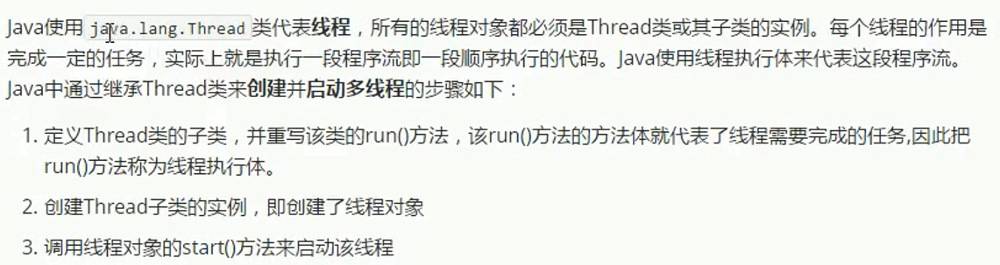 Java使用 java.lang.Thread 类代表线程，所有的线程对象都必须是Thread类或其子类的实例。每个线程的作用是
完成一定的任务，实际上就是执行一段程序流即一段顺序执行的代码。Java使用线程执行体来代表这段程序流。
Java中通过继承Thread类来创建并启动多线程的步骤如下：
1. 定义Thread类的子类，并重写该类的run()方法，该run()方法的方法体就代表了线程需要完成的任务,因此把
run()方法称为线程执行体。
2. 创建Thread子类的实例，即创建了线程对象
3. 调用线程对象的start()方法来启动该线程